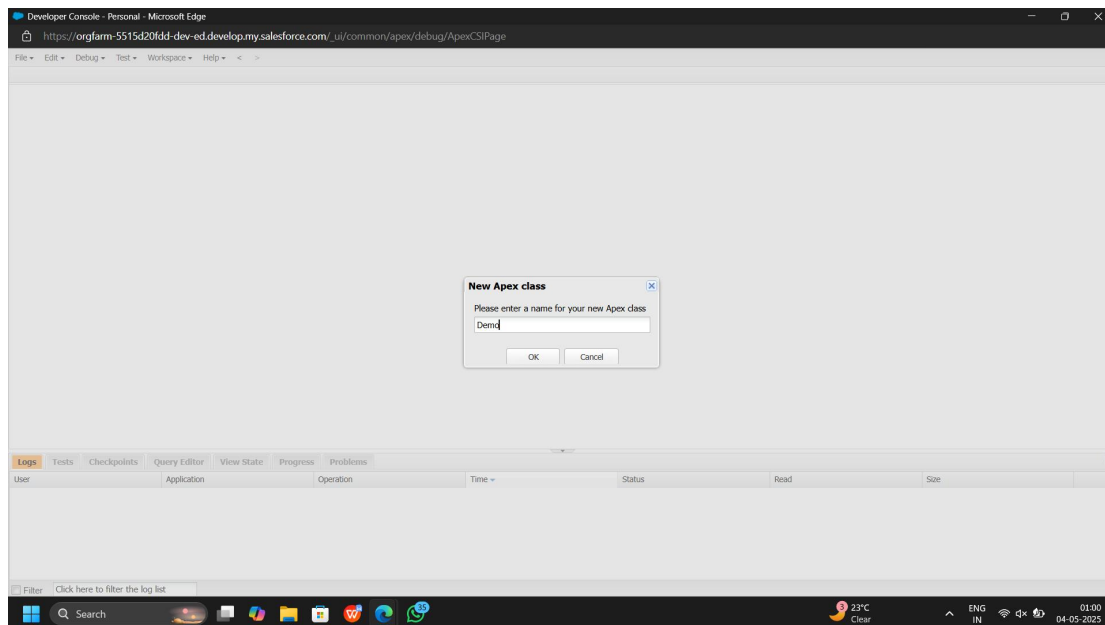 Developer Console - Personal - Microsoft Edge
https://orgfarm-5515d20fdd-dev-ed.develop.my.salesforce.com/_ui/common/apex/debug/ApexCSIPage
File Edit Debug Test Workspace Help < >
New Apex class
Please enter a name for your new Apex class
Demo
OK Cancel
Logs Tests Checkpoints Query Editor View State Progress Problems
User Application Operation Time Status Read Size
Filter Click here to filter the log list
Search
35
3
23°C
Clear
ENG
IN
01:00
04-05-2025